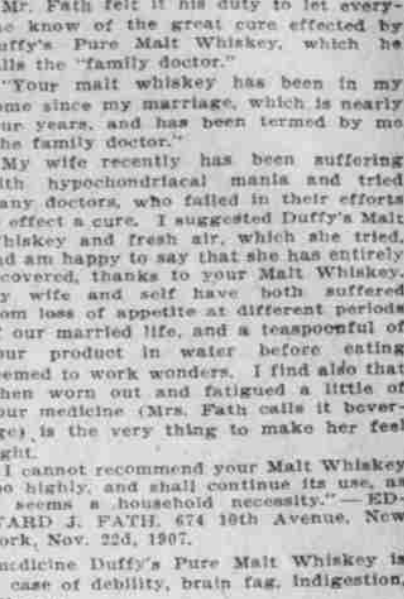 Mr. Fath felt it his duty to let every-
ne know of the great cure effected by
uffy's Pure Malt Whiskey, which he
lls the "family doctor."
"Your malt whiskey has been in my
ome since my marriage, which is nearly
our years, and has been termed by me
he family doctor."
"My wife recently has been suffering
ith hypochondriacal mania and tried
any doctors, who failed in their efforts
o effect a cure. I suggested Duffy's Malt
hiskey and fresh air, which she tried,
nd am happy to say that she has entirely
covered, thanks to your Malt Whiskey.
y wife and self have both suffered
om loss of appetite at different periods
f our married life, and a teaspoonful of
our product in water before eating
eemed to work wonders. I find also that
hen worn out and fatigued a little of
our medicine (Mrs. Fath calls it bever-
ge) is the very thing to make her feel
ight.
"I cannot recommend your Malt Whiskey
oo highly, and shall continue its use, as
t seems a household necessity."—ED-
WARD J. FATH, 674 10th Avenue, New
ork, Nov. 22d, 1907.
medicine Duffy's Pure Malt Whiskey is
case of debility, brain fag, indigestion,